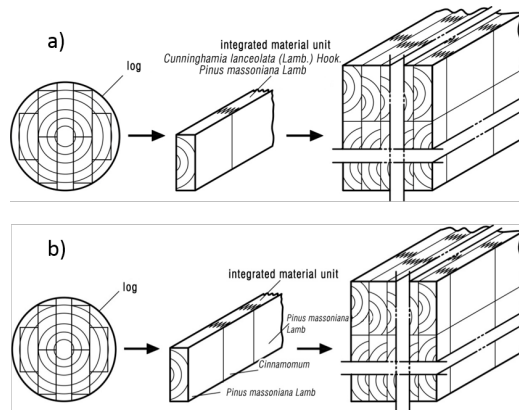 a)
integrated material unit
Cunninghamia lanceolata (Lamb.) Hook.
Pinus massoniana Lamb
log
b)
integrated material unit
log
Pinus massoniana
Lamb
Cinnamomum
Pinus massoniana Lamb